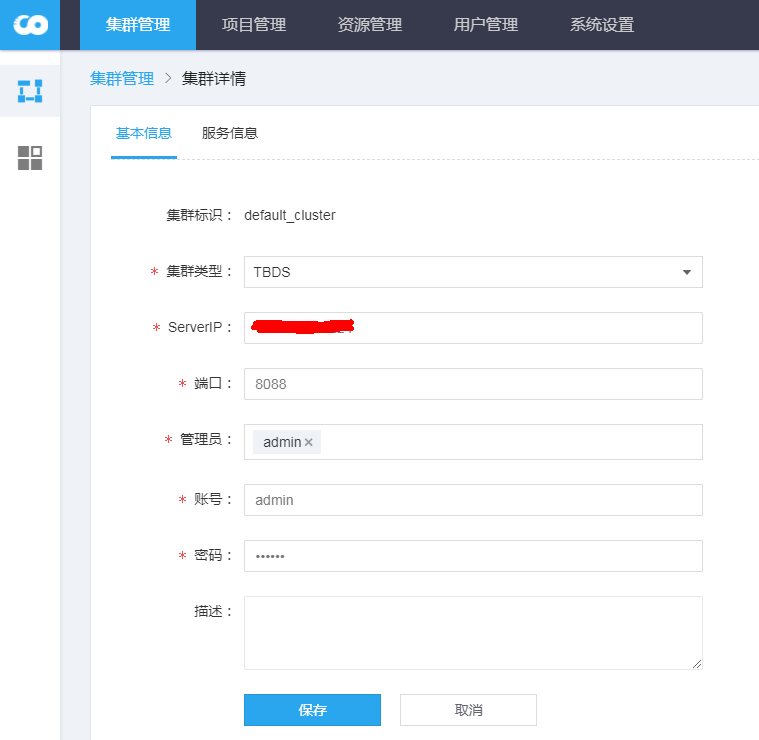 集群管理 项目管理 资源管理 用户管理 系统设置
集群管理 > 集群详情
基本信息 服务信息
集群标识： default_cluster
* 集群类型： TBDS
* ServerIP：
* 端口： 8088
* 管理员： admin ×
* 账号： admin
* 密码： ••••••
描述：
保存 取消